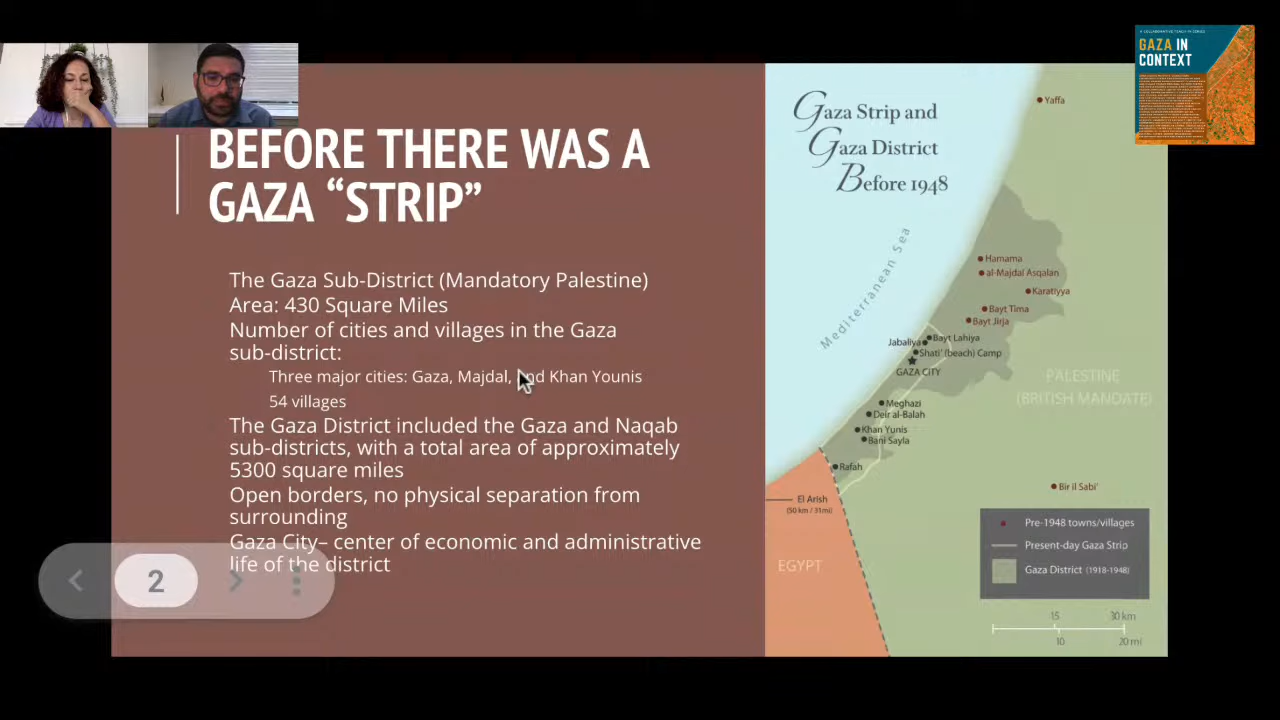 A COLLABORATIVE TEACH-IN SERIES
GAZA IN
CONTEXT
BEFORE THERE WAS A
GAZA “STRIP”
The Gaza Sub-District (Mandatory Palestine)
Area: 430 Square Miles
Number of cities and villages in the Gaza
sub-district:
Three major cities: Gaza, Majdal, and Khan Younis
54 villages
The Gaza District included the Gaza and Naqab
sub-districts, with a total area of approximately
5300 square miles
Open borders, no physical separation from
surrounding
Gaza City– center of economic and administrative
life of the district
2
Gaza Strip and
Gaza District
Before 1948
Mediterranean Sea
Yaffa
Hamama
al-Majdal Asqalan
Karatiyya
Bayt Tima
Bayt Jirja
Bayt Lahiya
Jabaliya
Shati' (beach) Camp
GAZA CITY
PALESTINE
(BRITISH MANDATE)
Meghazi
Deir al-Balah
Khan Yunis
Bani Sayla
Rafah
Bir il Sabi'
El Arish
(50 km / 31mi)
EGYPT
Pre-1948 towns/villages
Present-day Gaza Strip
Gaza District (1918-1948)
15 30 km
10 20 mi